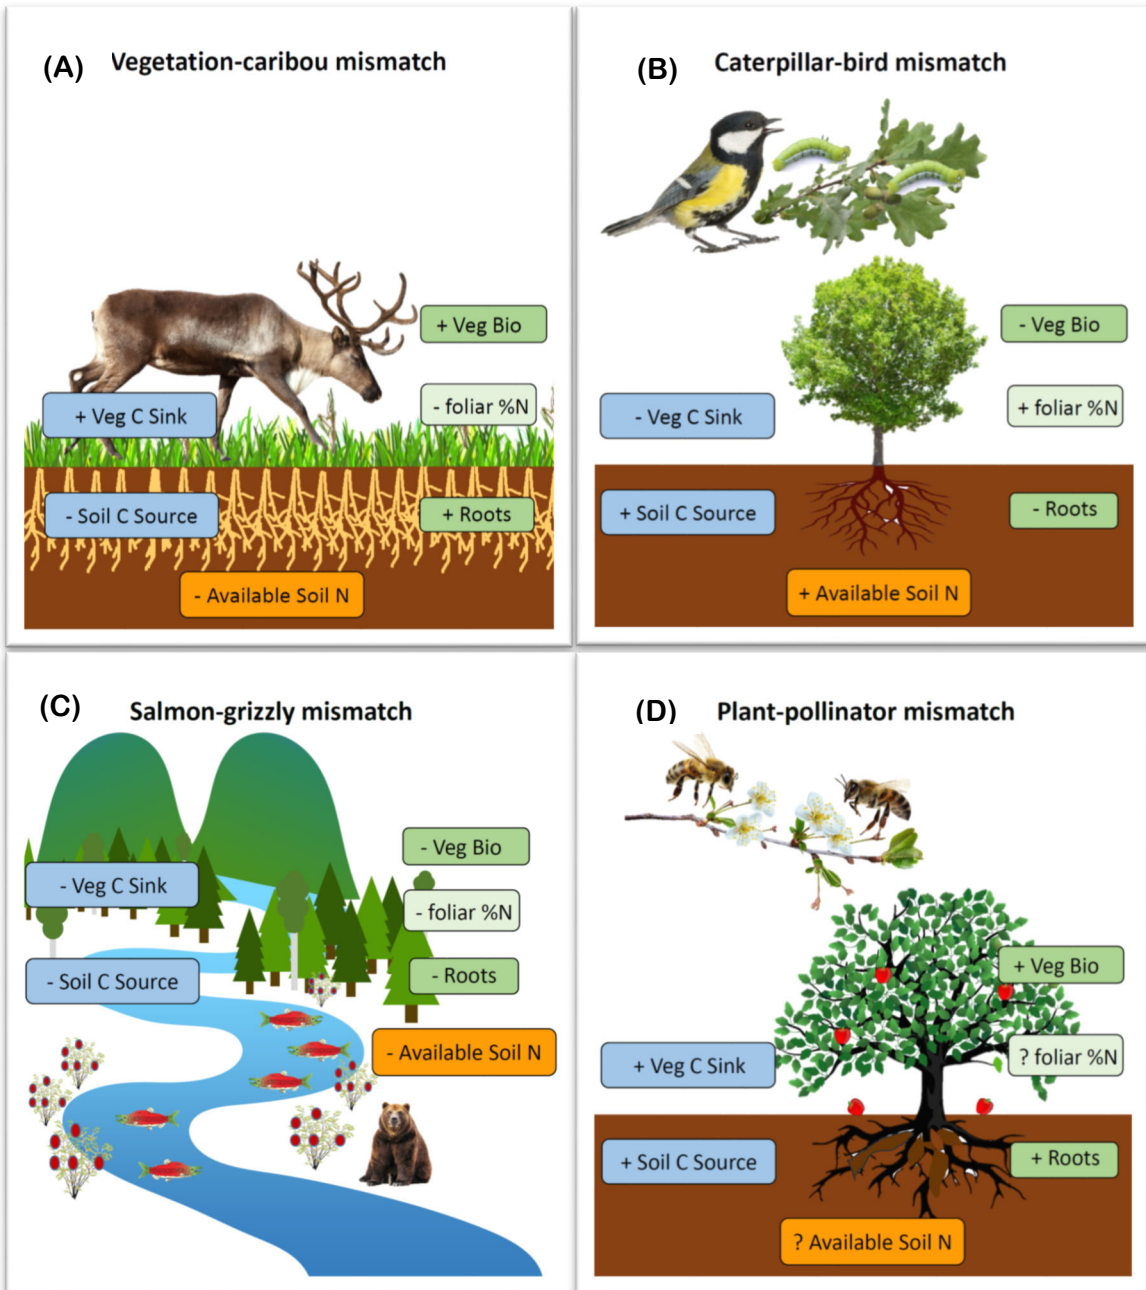 (A) Vegetation-caribou mismatch
+ Veg Bio
- foliar %N
+ Veg C Sink
- Soil C Source
+ Roots
- Available Soil N
(B) Caterpillar-bird mismatch
- Veg Bio
+ foliar %N
- Veg C Sink
+ Soil C Source
- Roots
+ Available Soil N
(C) Salmon-grizzly mismatch
- Veg Bio
- Veg C Sink
- foliar %N
- Soil C Source
- Roots
- Available Soil N
(D) Plant-pollinator mismatch
+ Veg Bio
? foliar %N
+ Veg C Sink
+ Soil C Source
+ Roots
? Available Soil N